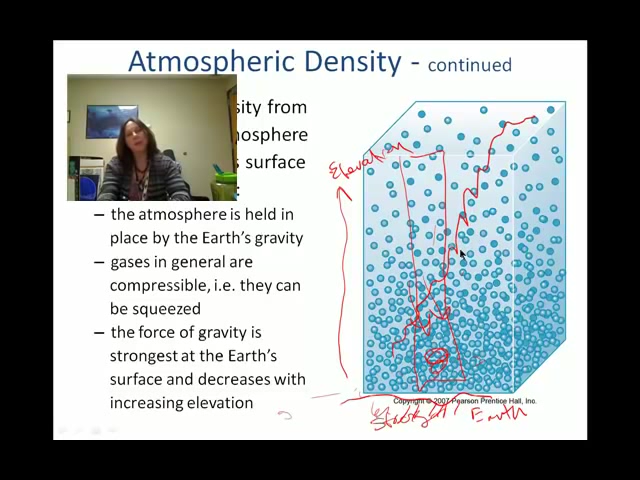 Atmospheric Density - continued
sity from
mosphere
s surface
:
– the atmosphere is held in
place by the Earth's gravity
– gases in general are
compressible, i.e. they can
be squeezed
– the force of gravity is
strongest at the Earth's
surface and decreases with
increasing elevation
Elevation
Copyright © 2007 Pearson Prentice Hall, Inc.
Earth